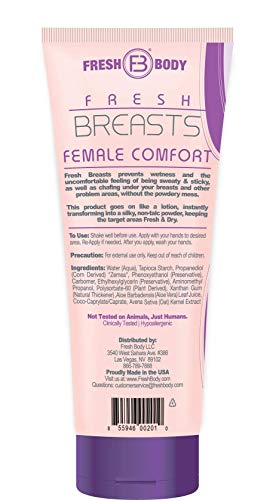 FRESH FB BODY
FRESH
BREASTS
FEMALE COMFORT
Fresh Breasts prevents wetness and the
uncomfortable feeling of being sweaty & sticky,
as well as chafing under your breasts and other
problem areas, without the powdery mess.
This product goes on like a lotion, instantly
transforming into a silky, non-talc powder, keeping
the target areas Fresh & Dry.
To Use: Shake well before use. Apply with your hands to desired
area. Re-Apply if needed. After you apply, wash your hands.
Precaution: For external use only. Keep out of reach of children.
Ingredients: Water (Aqua), Tapioca Starch, Propanediol
(Corn Derived) "Zemea", Phenoxyethanol (Preservative),
Carbomer, Ethylhexylglycerin (Preservative), Aminomethyl
Propanol, Polysorbate-60 (Plant Derived), Xanthan Gum
(Natural Thickener), Aloe Barbadensis (Aloe Vera) Leaf Juice,
Coco-Caprylate/Caprate, Avena Sativa (Oat) Kernel Extract
Not Tested on Animals, Just Humans.
Clinically Tested | Hypoallergenic
Distributed by:
Fresh Body LLC
3540 West Sahara Ave. #386
Las Vegas, NV 89102
866-789-7888
Proudly Made in the USA
Visit us at: www.FreshBody.com
Questions: customerservice@freshbody.com
8 55946 00201 0